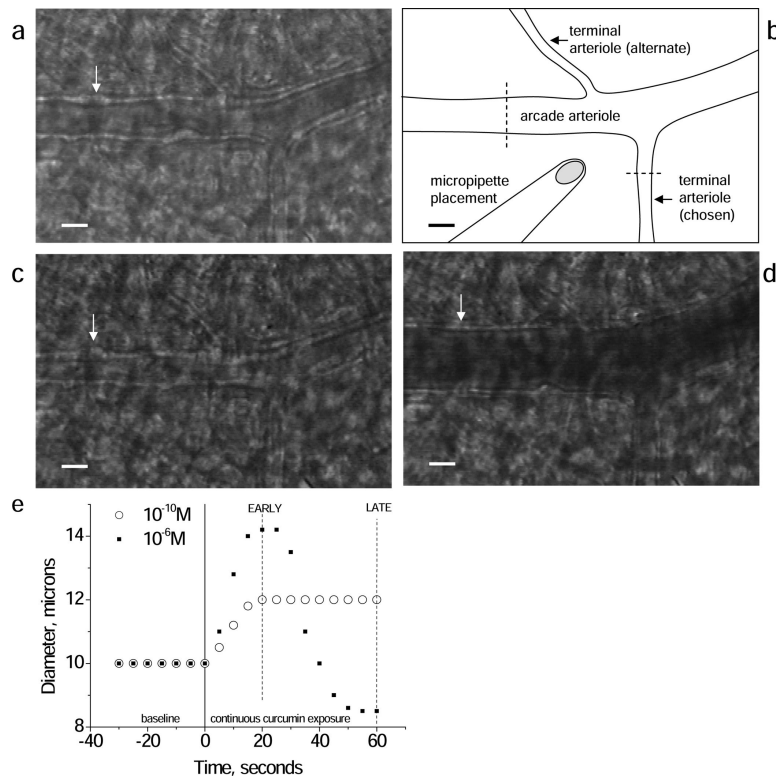 a
b
terminal
arteriole (alternate)
arcade arteriole
micropipette
placement
terminal
arteriole
(chosen)
c
d
e
10⁻¹⁰M
10⁻⁶M
EARLY
LATE
14
12
10
8
Diameter, microns
baseline
continuous curcumin exposure
-40
-20
0
20
40
60
Time, seconds